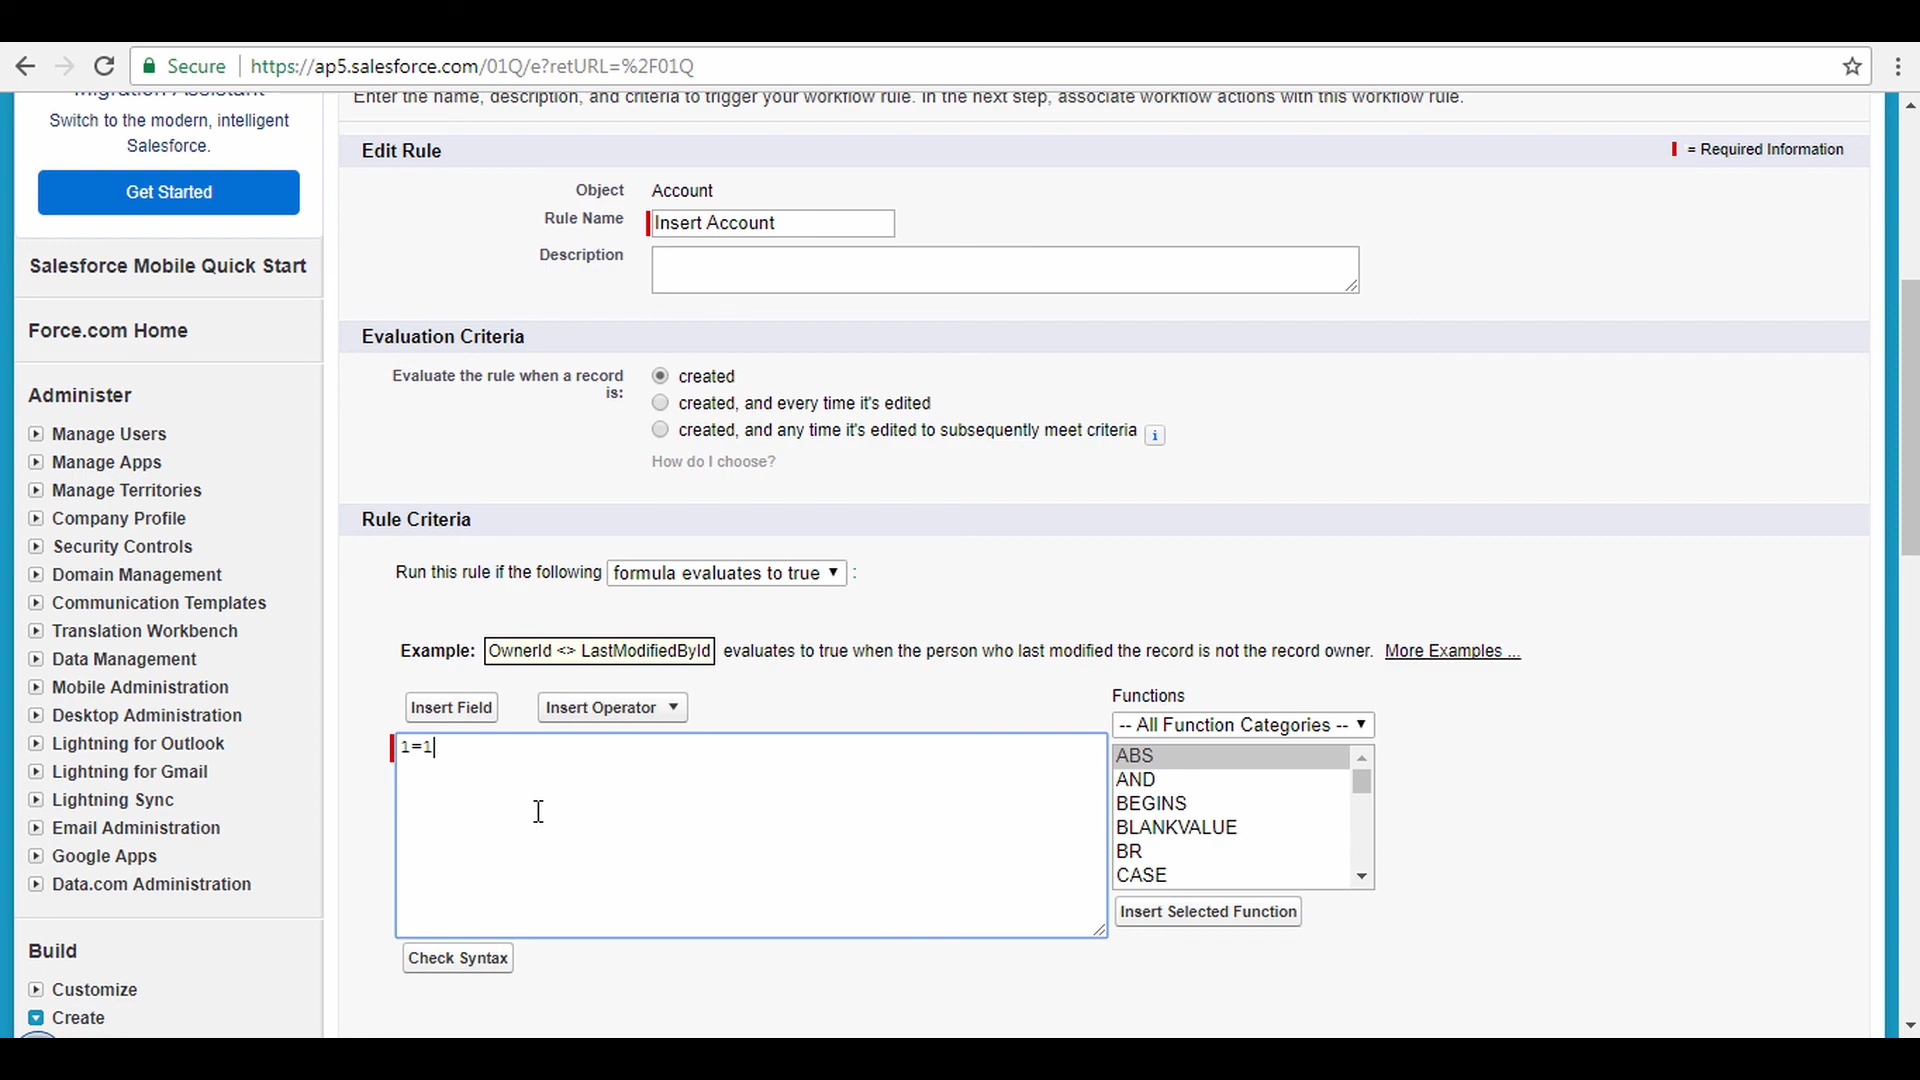 Secure https://ap5.salesforce.com/01Q/e?retURL=%2F01Q
Migration Assistant
Switch to the modern, intelligent
Salesforce.
Get Started
Salesforce Mobile Quick Start
Force.com Home
Administer
Manage Users
Manage Apps
Manage Territories
Company Profile
Security Controls
Domain Management
Communication Templates
Translation Workbench
Data Management
Mobile Administration
Desktop Administration
Lightning for Outlook
Lightning for Gmail
Lightning Sync
Email Administration
Google Apps
Data.com Administration
Build
Customize
Create
Enter the name, description, and criteria to trigger your workflow rule. In the next step, associate workflow actions with this workflow rule.
Edit Rule
= Required Information
Object Account
Rule Name Insert Account
Description
Evaluation Criteria
Evaluate the rule when a record
is:
created
created, and every time it's edited
created, and any time it's edited to subsequently meet criteria i
How do I choose?
Rule Criteria
Run this rule if the following formula evaluates to true :
Example: OwnerId <> LastModifiedById evaluates to true when the person who last modified the record is not the record owner. More Examples ...
Insert Field Insert Operator
1=1
Functions
-- All Function Categories --
ABS
AND
BEGINS
BLANKVALUE
BR
CASE
Insert Selected Function
Check Syntax